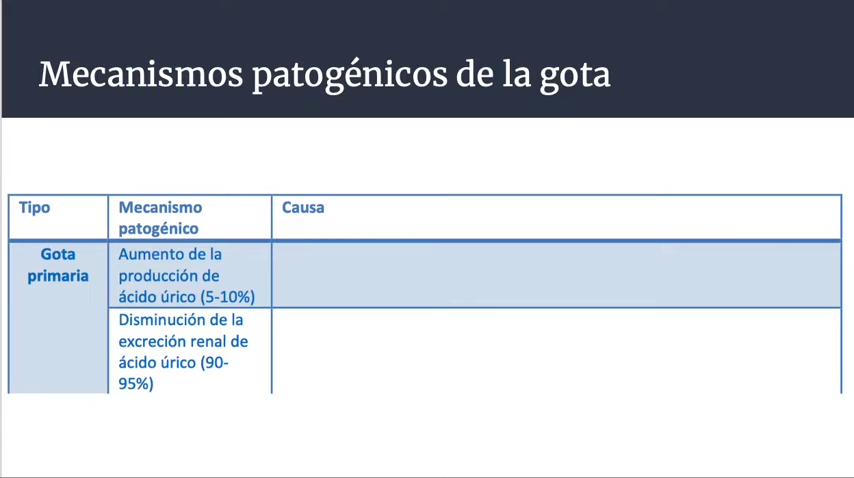 Mecanismos patogénicos de la gota
Tipo
Mecanismo
patogénico
Causa
Gota
primaria
Aumento de la
producción de
ácido úrico (5-10%)
Disminución de la
excreción renal de
ácido úrico (90-
95%)